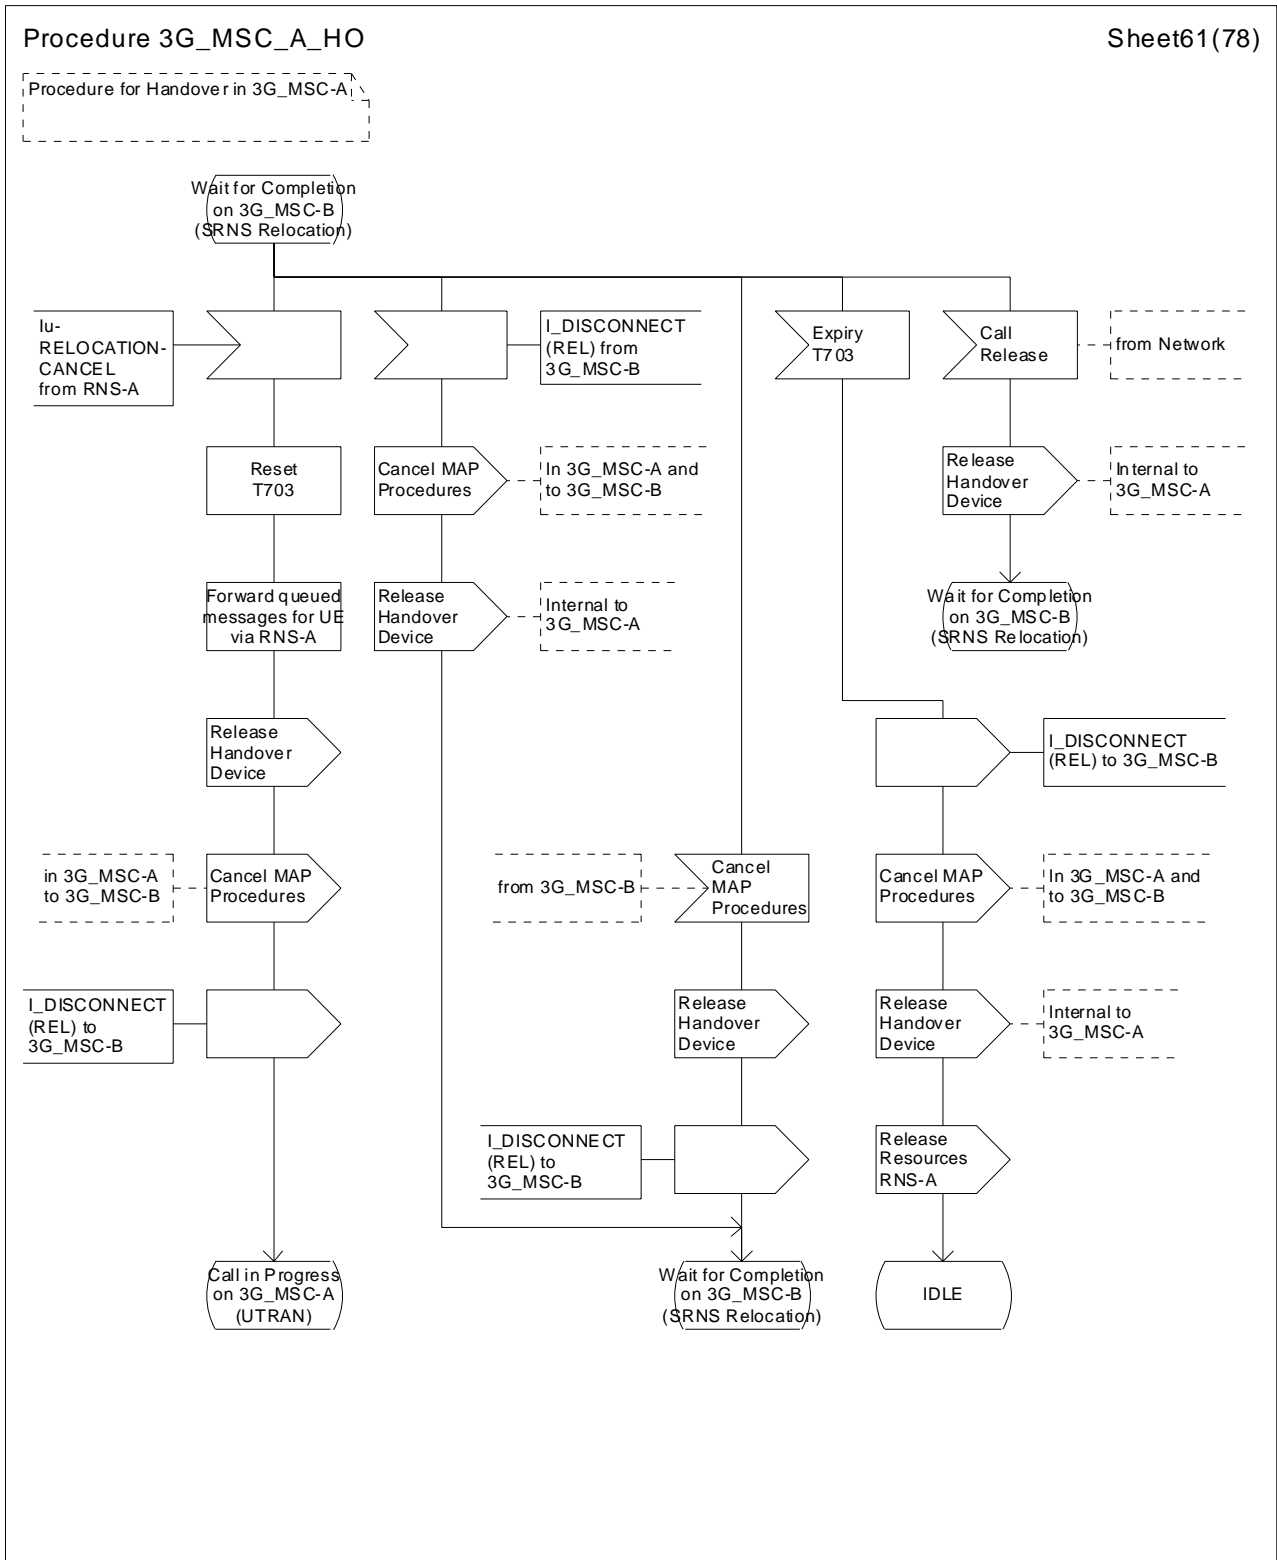 Procedure 3G_MSC_A_HO
Sheet61(78)
Procedure for Handover in 3G_MSC-A
Wait for Completion
on 3G_MSC-B
(SRNS Relocation)
Iu-
RELOCATION-
CANCEL
from RNS-A
I_DISCONNECT
(REL) from
3G_MSC-B
Expiry
T703
Call
Release
from Network
Reset
T703
Cancel MAP
Procedures
In 3G_MSC-A and
to 3G_MSC-B
Release
Handover
Device
Internal to
3G_MSC-A
Forward queued
messages for UE
via RNS-A
Release
Handover
Device
Internal to
3G_MSC-A
Wait for Completion
on 3G_MSC-B
(SRNS Relocation)
Release
Handover
Device
I_DISCONNECT
(REL) to 3G_MSC-B
in 3G_MSC-A
to 3G_MSC-B
Cancel MAP
Procedures
from 3G_MSC-B
Cancel
MAP
Procedures
Cancel MAP
Procedures
In 3G_MSC-A and
to 3G_MSC-B
I_DISCONNECT
(REL) to
3G_MSC-B
Release
Handover
Device
Release
Handover
Device
Internal to
3G_MSC-A
I_DISCONNECT
(REL) to
3G_MSC-B
Release
Resources
RNS-A
Call in Progress
on 3G_MSC-A
(UTRAN)
Wait for Completion
on 3G_MSC-B
(SRNS Relocation)
IDLE